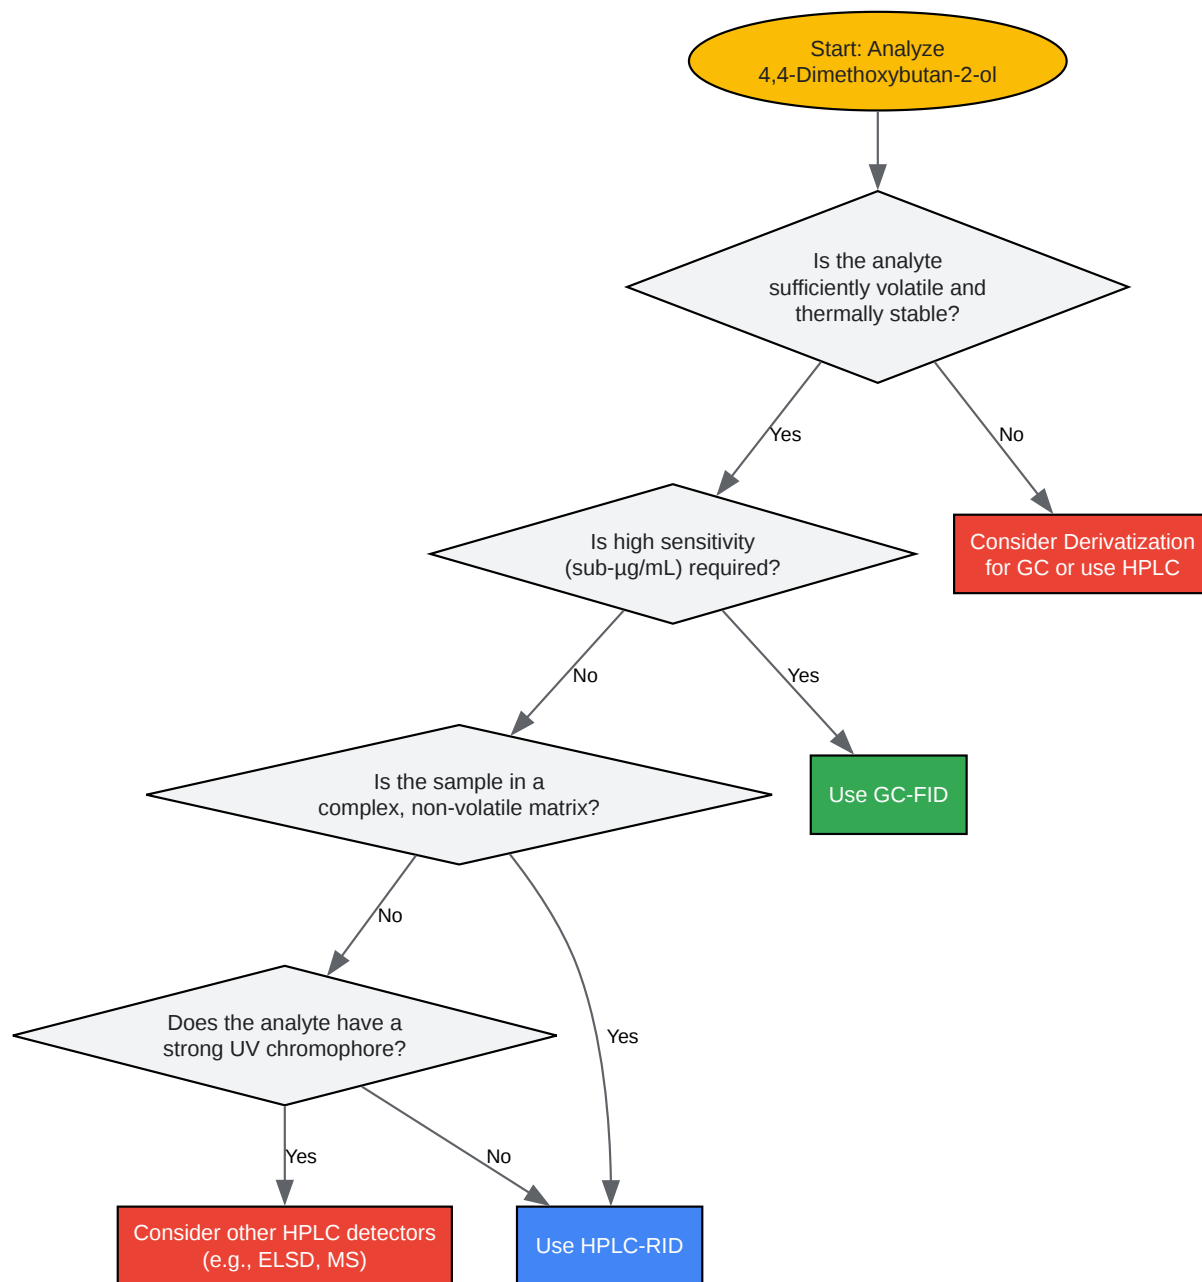 Start: Analyze
4,4-Dimethoxybutan-2-ol
Is the analyte
sufficiently volatile and
thermally stable?
Yes
No
Is high sensitivity
(sub-µg/mL) required?
Consider Derivatization
for GC or use HPLC
No
Yes
Is the sample in a
complex, non-volatile matrix?
Use GC-FID
No
Yes
Does the analyte have a
strong UV chromophore?
Yes
No
Consider other HPLC detectors
(e.g., ELSD, MS)
Use HPLC-RID